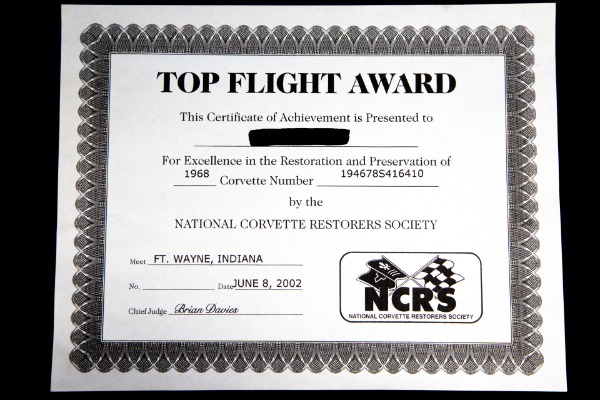 TOP FLIGHT AWARD
This Certificate of Achievement is Presented to
For Excellence in the Restoration and Preservation of
1968 Corvette Number 194678S416410
by the
NATIONAL CORVETTE RESTORERS SOCIETY
Meet FT. WAYNE, INDIANA
No. Date JUNE 8, 2002
Chief Judge Brian Davies
NCRS
NATIONAL CORVETTE RESTORERS SOCIETY